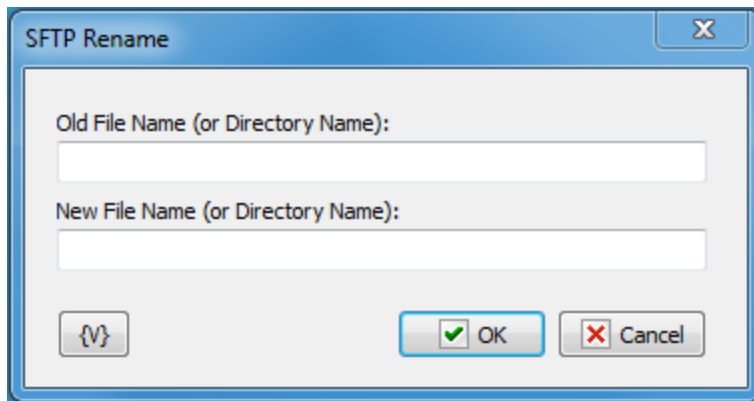 SFTP Rename
Old File Name (or Directory Name):
New File Name (or Directory Name):
{V} OK Cancel